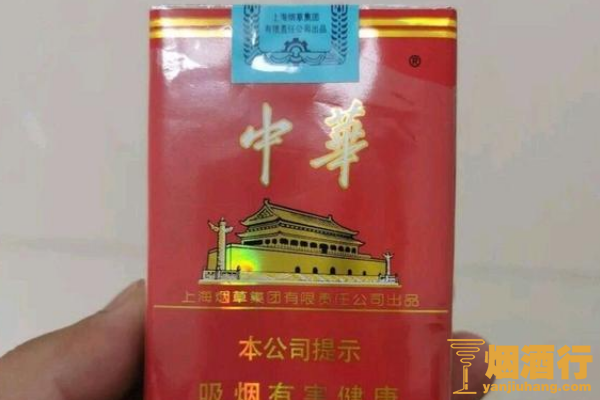 上海烟草集团
有限责任公司出品
®
中華
上海烟草集团有限责任公司出品
本公司提示
吸烟有害健康
烟酒行
yanjiuhang.com